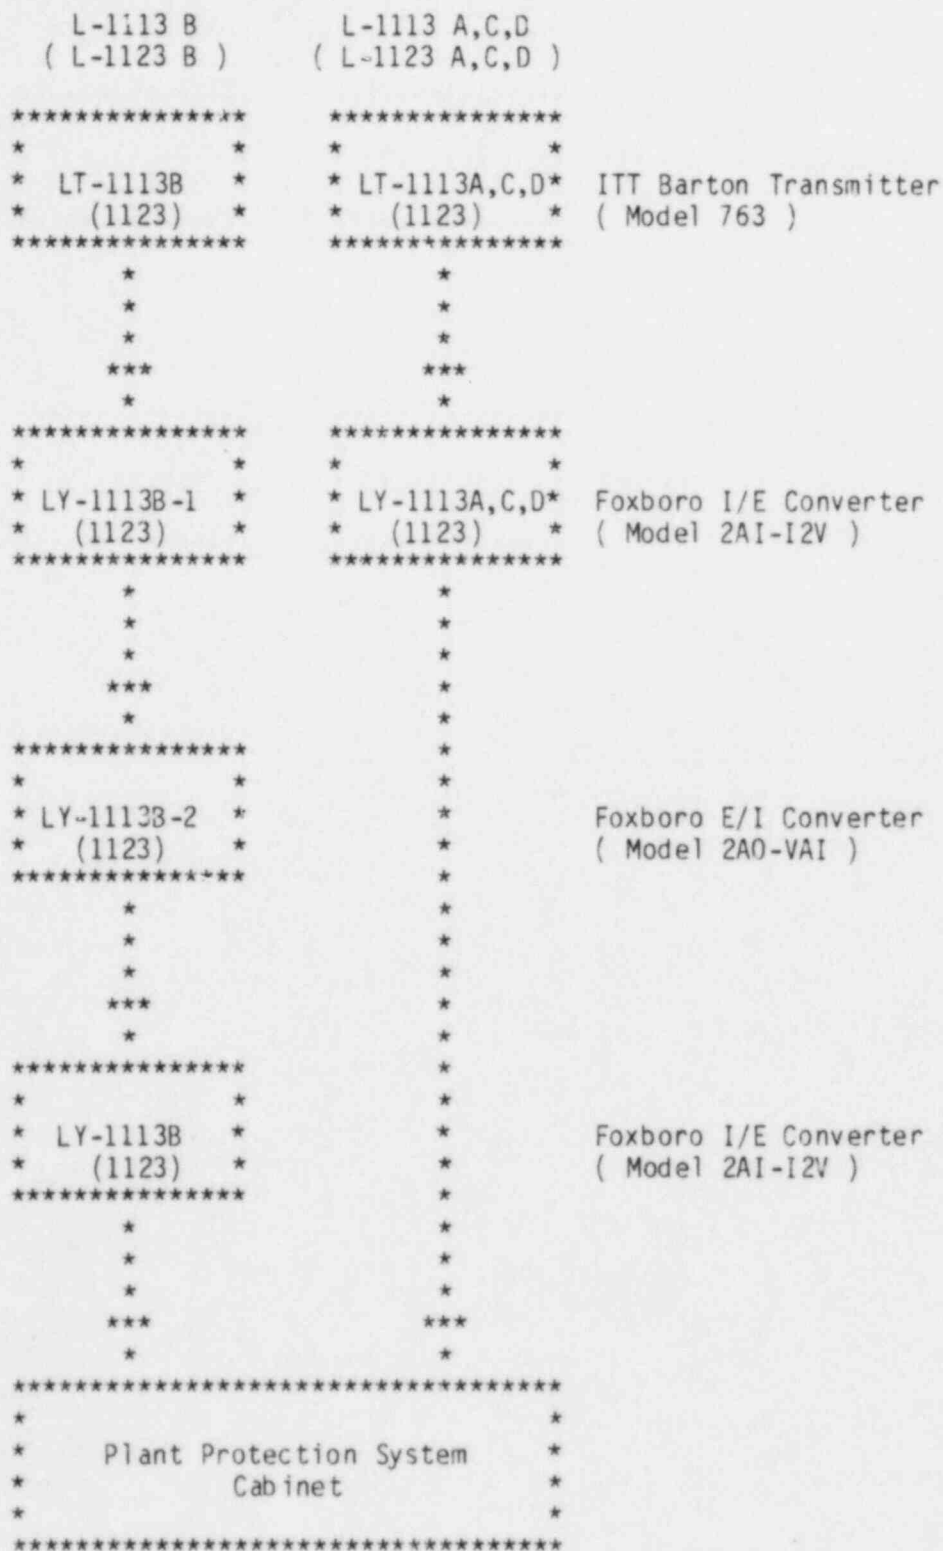 L-1113 B L-1113 A,C,D
( L-1123 B ) ( L-1123 A,C,D )
LT-1113B LT-1113A,C,D ITT Barton Transmitter
(1123) (1123) ( Model 763 )
LY-1113B-1 LY-1113A,C,D Foxboro I/E Converter
(1123) (1123) ( Model 2AI-I2V )
LY-1113B-2 Foxboro E/I Converter
(1123) ( Model 2AO-VAI )
LY-1113B Foxboro I/E Converter
(1123) ( Model 2AI-I2V )
Plant Protection System
Cabinet